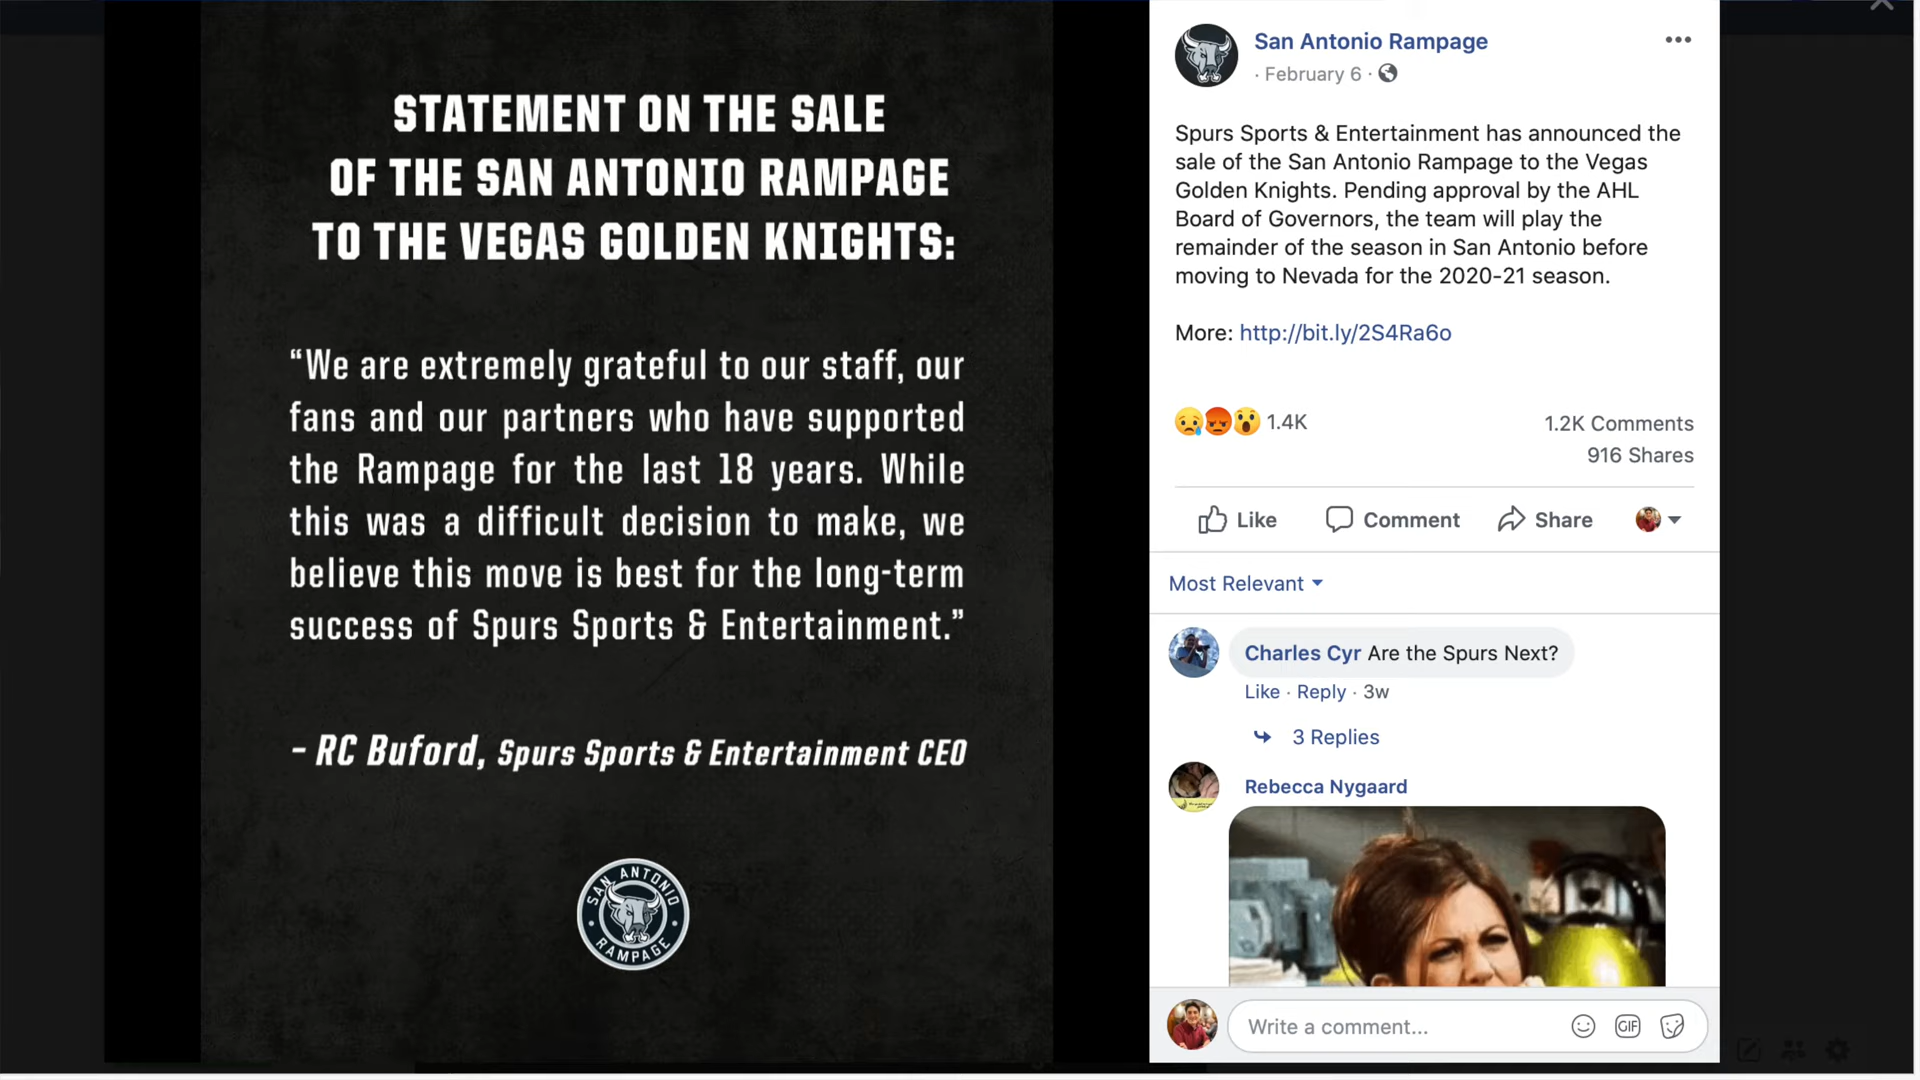 STATEMENT ON THE SALE
OF THE SAN ANTONIO RAMPAGE
TO THE VEGAS GOLDEN KNIGHTS:
“We are extremely grateful to our staff, our
fans and our partners who have supported
the Rampage for the last 18 years. While
this was a difficult decision to make, we
believe this move is best for the long-term
success of Spurs Sports & Entertainment.”
- RC Buford, Spurs Sports & Entertainment CEO
SAN ANTONIO
RAMPAGE
San Antonio Rampage
· February 6 ·
Spurs Sports & Entertainment has announced the
sale of the San Antonio Rampage to the Vegas
Golden Knights. Pending approval by the AHL
Board of Governors, the team will play the
remainder of the season in San Antonio before
moving to Nevada for the 2020-21 season.
More: http://bit.ly/2S4Ra6o
1.4K
1.2K Comments
916 Shares
Like Comment Share
Most Relevant
Charles Cyr Are the Spurs Next?
Like · Reply · 3w
3 Replies
Rebecca Nygaard
Write a comment...
GIF